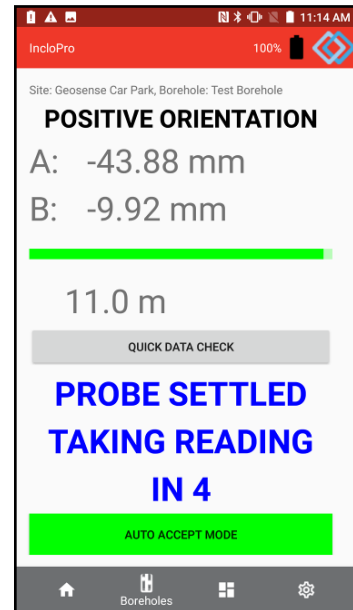 11:14 AM
IncloPro
100%
Site: Geosense Car Park, Borehole: Test Borehole
POSITIVE ORIENTATION
A: -43.88 mm
B: -9.92 mm
11.0 m
QUICK DATA CHECK
PROBE SETTLED
TAKING READING
IN 4
AUTO ACCEPT MODE
Boreholes